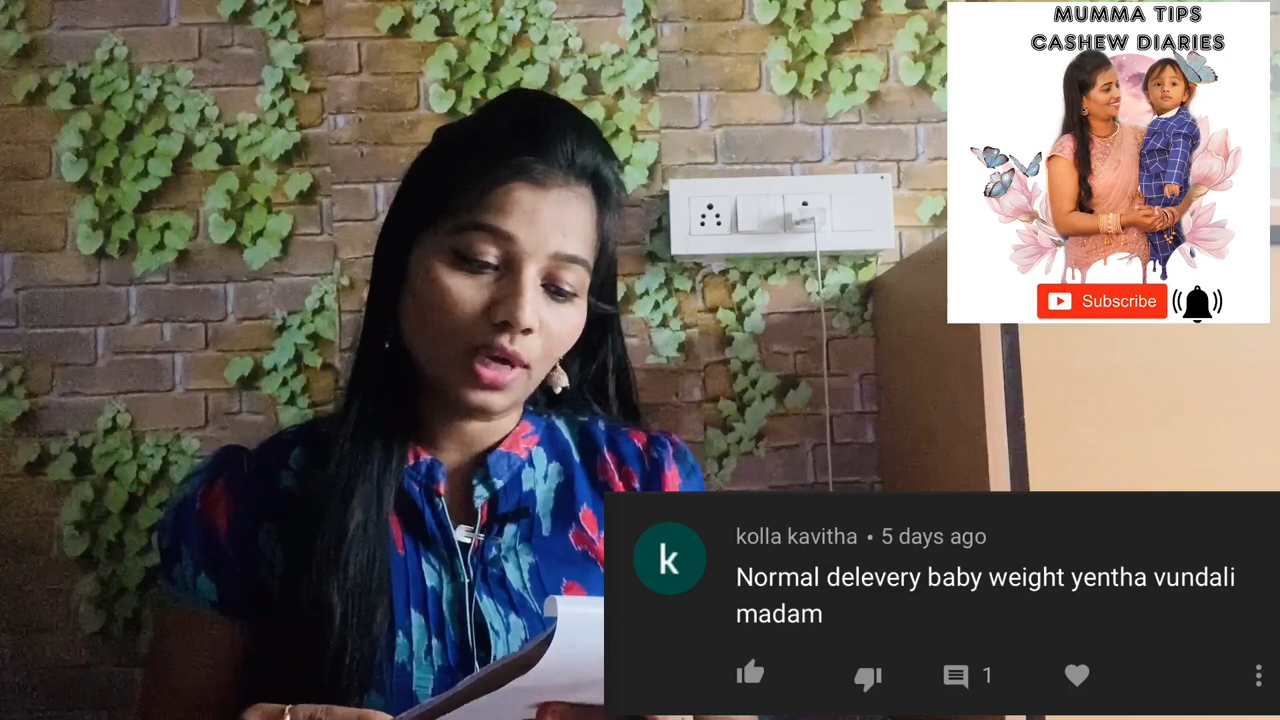 MUMMA TIPS
CASHEW DIARIES
Subscribe
k
kolla kavitha • 5 days ago
Normal delevery baby weight yentha vundali
madam
1